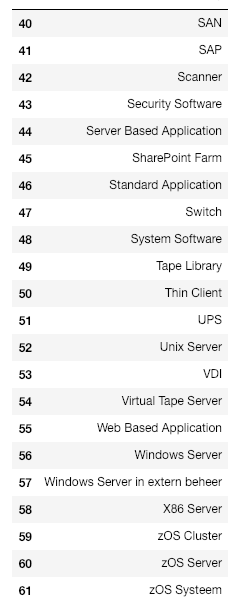 40 SAN
41 SAP
42 Scanner
43 Security Software
44 Server Based Application
45 SharePoint Farm
46 Standard Application
47 Switch
48 System Software
49 Tape Library
50 Thin Client
51 UPS
52 Unix Server
53 VDI
54 Virtual Tape Server
55 Web Based Application
56 Windows Server
57 Windows Server in extern beheer
58 X86 Server
59 zOS Cluster
60 zOS Server
61 zOS Systeem